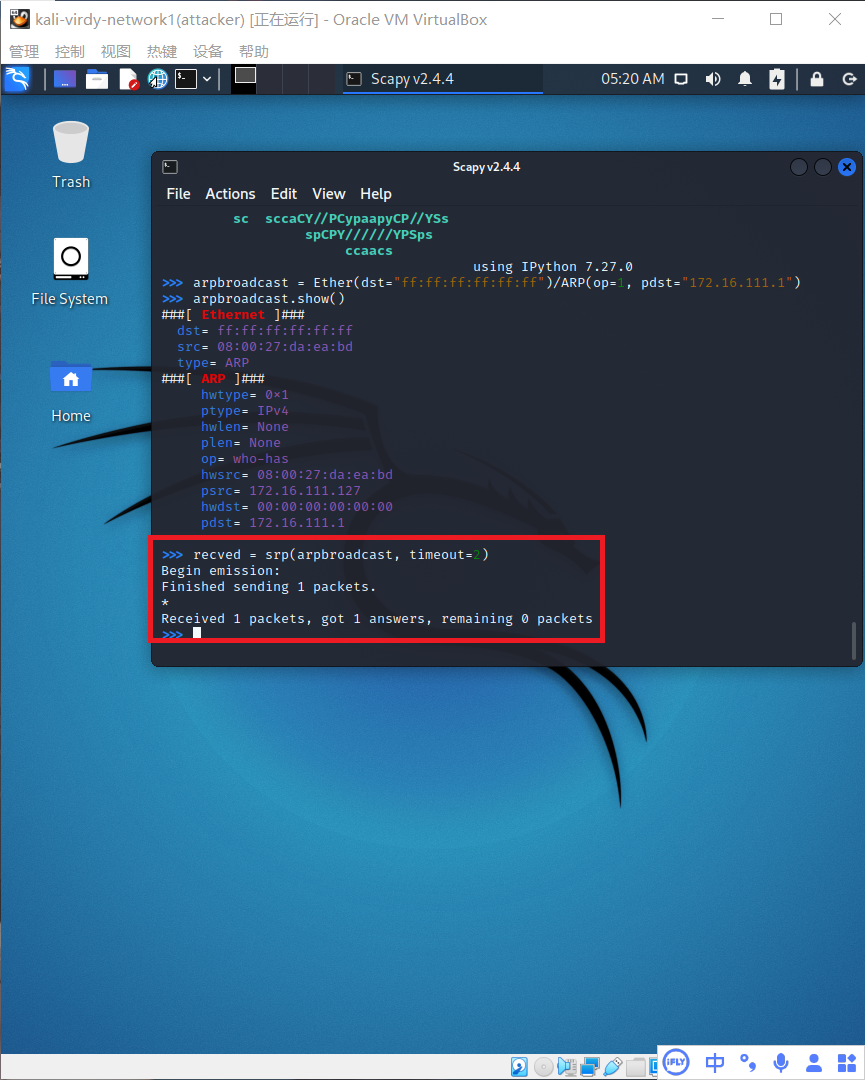 kali-virdy-network1(attacker) [正在运行] - Oracle VM VirtualBox
管理 控制 视图 热键 设备 帮助
Scapy v2.4.4 05:20 AM
Trash
File System
Home
Scapy v2.4.4
File Actions Edit View Help
sc sccaCY//PCypaapyCP//YSs
spCPY//////YPSps
ccaacs
using IPython 7.27.0
>>> arpbroadcast = Ether(dst="ff:ff:ff:ff:ff:ff")/ARP(op=1, pdst="172.16.111.1")
>>> arpbroadcast.show()
###[ Ethernet ]###
dst= ff:ff:ff:ff:ff:ff
src= 08:00:27:da:ea:bd
type= ARP
###[ ARP ]###
hwtype= 0×1
ptype= IPv4
hwlen= None
plen= None
op= who-has
hwsrc= 08:00:27:da:ea:bd
psrc= 172.16.111.127
hwdst= 00:00:00:00:00:00
pdst= 172.16.111.1
>>> recved = srp(arpbroadcast, timeout=2)
Begin emission:
Finished sending 1 packets.
*
Received 1 packets, got 1 answers, remaining 0 packets
>>>
iFLY 中